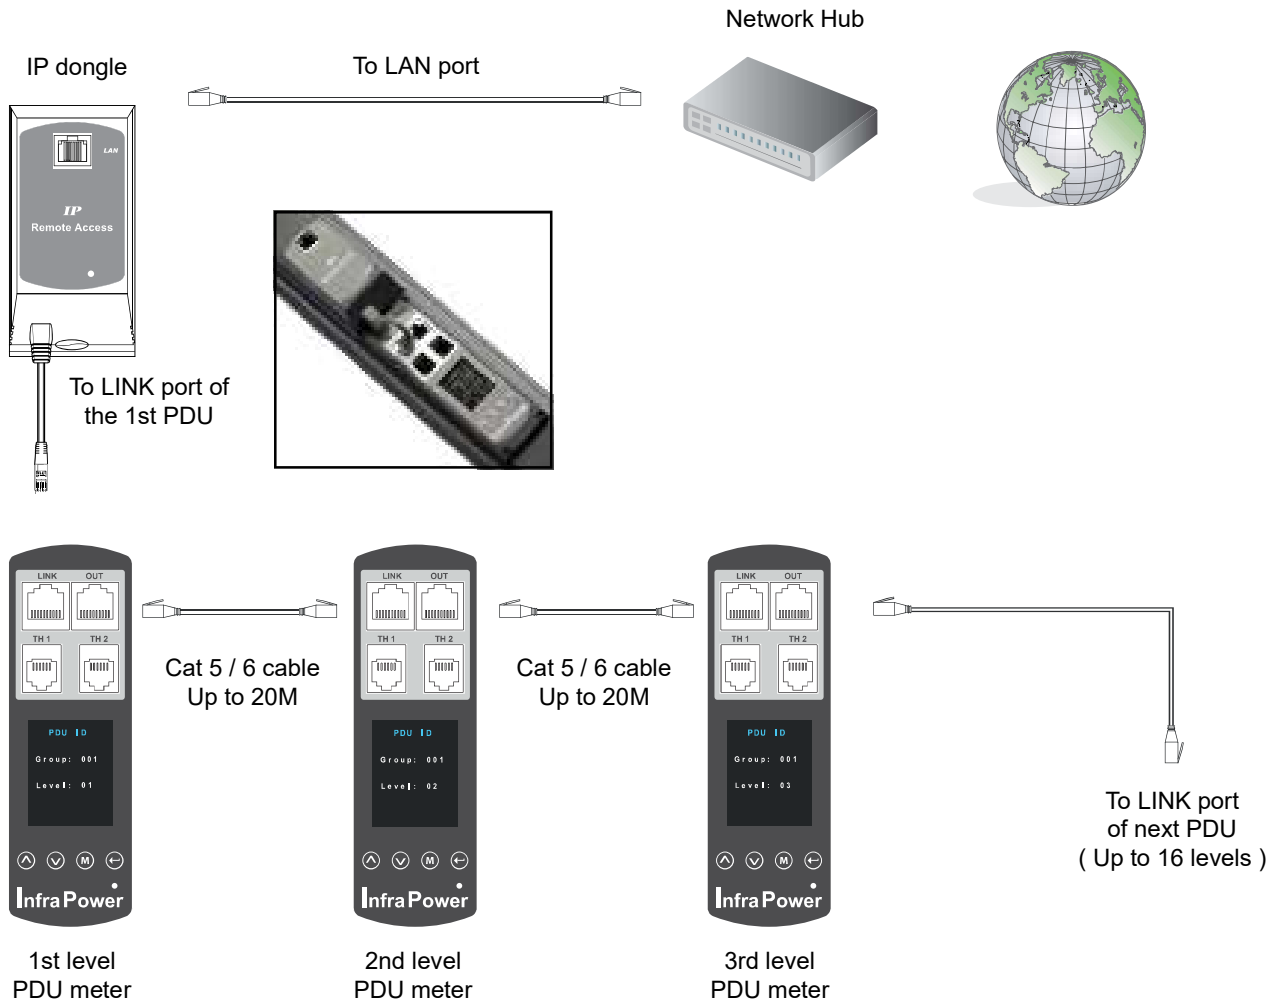 Network Hub
IP dongle
To LAN port
LAN
IP
Remote Access
To LINK port of
the 1st PDU
LINK OUT
TH 1 TH 2
PDU ID
Group: 001
Level: 01
M
InfraPower
1st level
PDU meter
Cat 5 / 6 cable
Up to 20M
LINK OUT
TH 1 TH 2
PDU ID
Group: 001
Level: 02
M
InfraPower
2nd level
PDU meter
Cat 5 / 6 cable
Up to 20M
LINK OUT
TH 1 TH 2
PDU ID
Group: 001
Level: 03
M
InfraPower
3rd level
PDU meter
To LINK port
of next PDU
( Up to 16 levels )